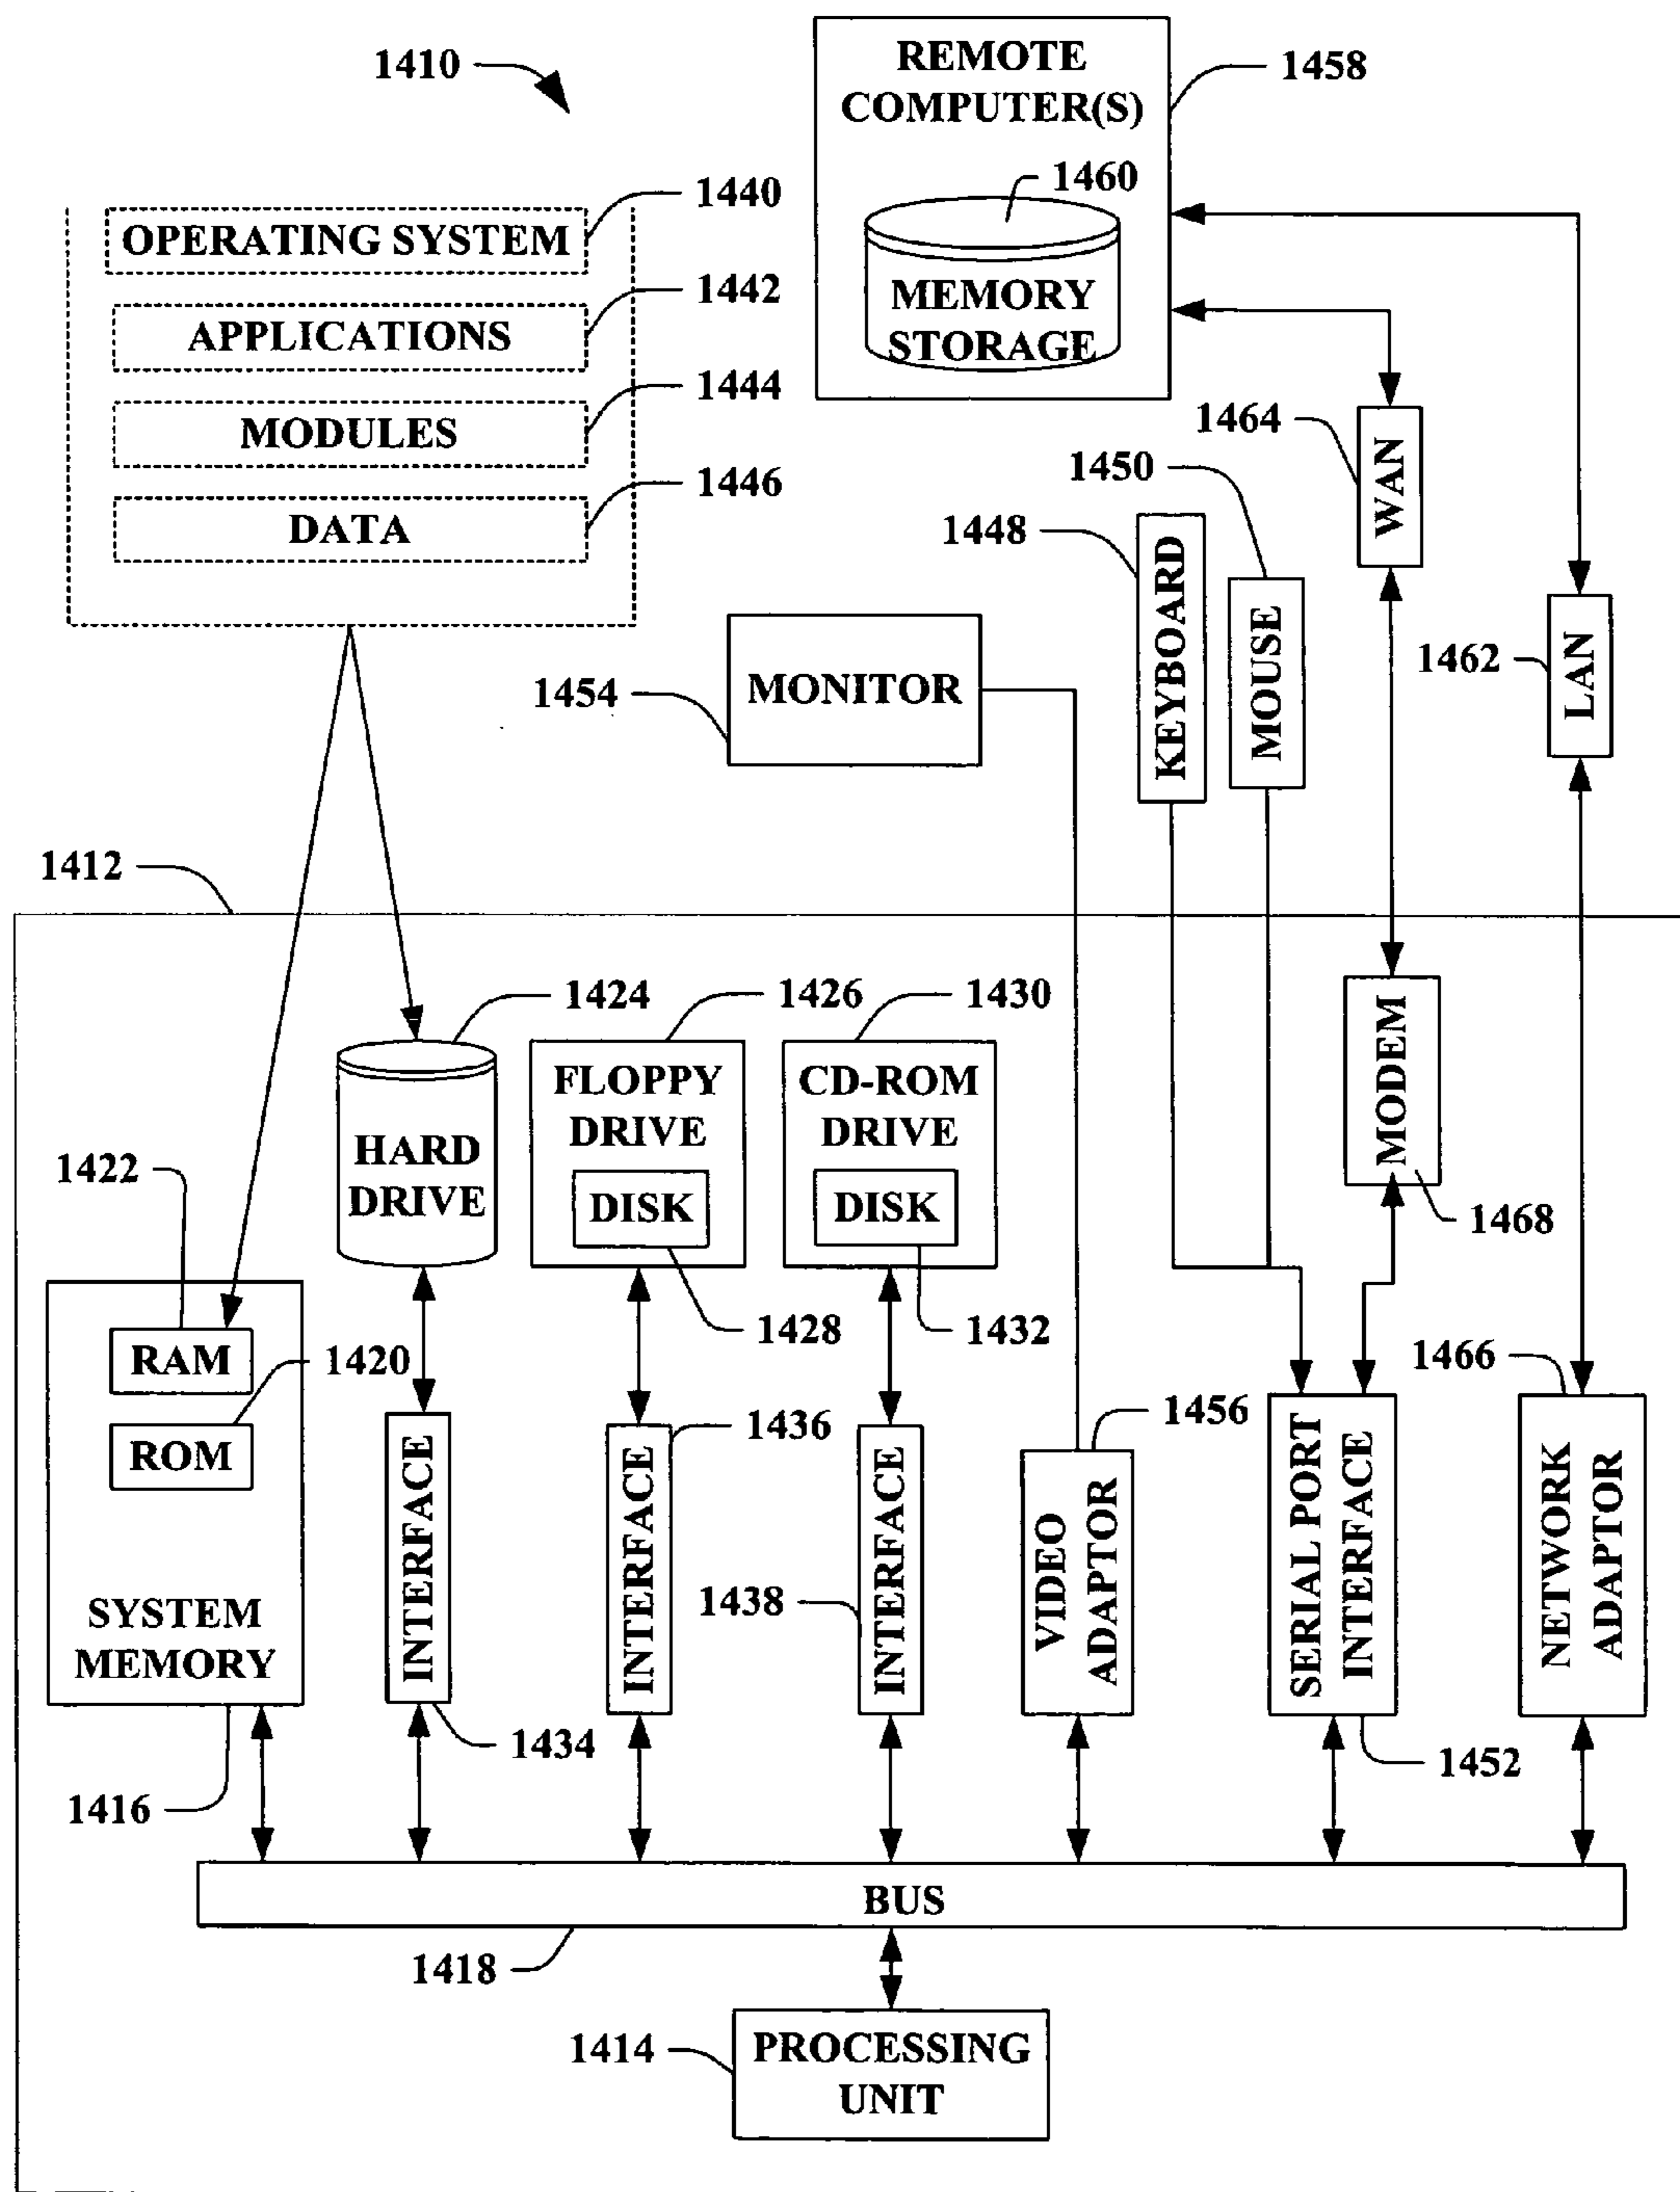 1410
REMOTE
COMPUTER(S)
1458
1460
MEMORY
STORAGE
1440
OPERATING SYSTEM
1442
APPLICATIONS
1444
MODULES
1446
DATA
1464
WAN
1450
1448
KEYBOARD
MOUSE
1462
LAN
1454
MONITOR
1412
1424
1426
1430
HARD
DRIVE
FLOPPY
DRIVE
DISK
CD-ROM
DRIVE
DISK
MODEM
1468
1422
RAM
1420
ROM
1428
1432
1466
1436
1456
INTERFACE
INTERFACE
1438
INTERFACE
VIDEO
ADAPTOR
SERIAL PORT
INTERFACE
NETWORK
ADAPTOR
SYSTEM
MEMORY
1434
1452
1416
BUS
1418
1414
PROCESSING
UNIT